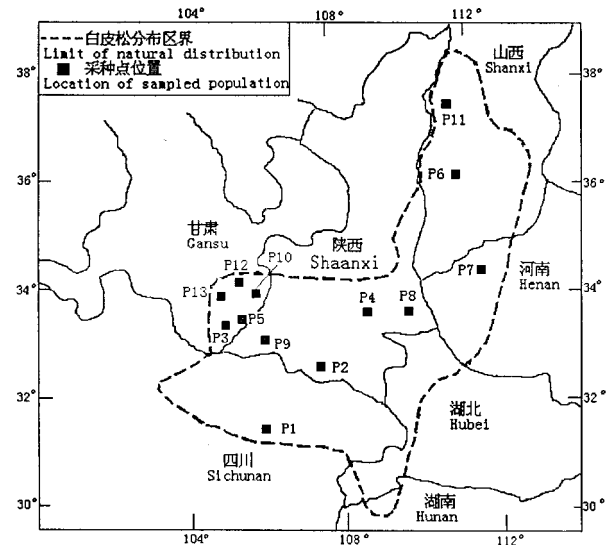 104° 108° 112°
白皮松分布区界
Limit of natural distribution
采种点位置
Location of sampled population
山西
Shanxi
38° 38°
P11
P6
36° 36°
甘肃
Gansu
陕西
Shaanxi
P10
P12
河南
Henan
P7
34° 34°
P13
P4
P8
P5
P3
P9
P2
32° 32°
湖北
Hubei
P1
四川
Sichunan
湖南
Hunan
30° 30°
104° 108° 112°